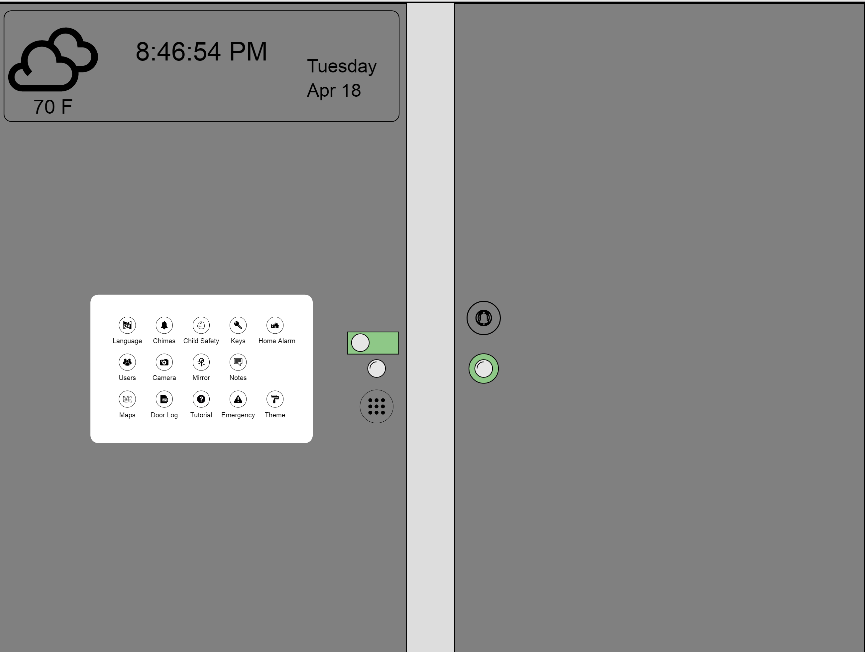 8:46:54 PM
Tuesday
Apr 18
70 F
Language Chimes Child Safety Keys Home Alarm
Users Camera Mirror Notes
Maps Door Log Tutorial Emergency Theme